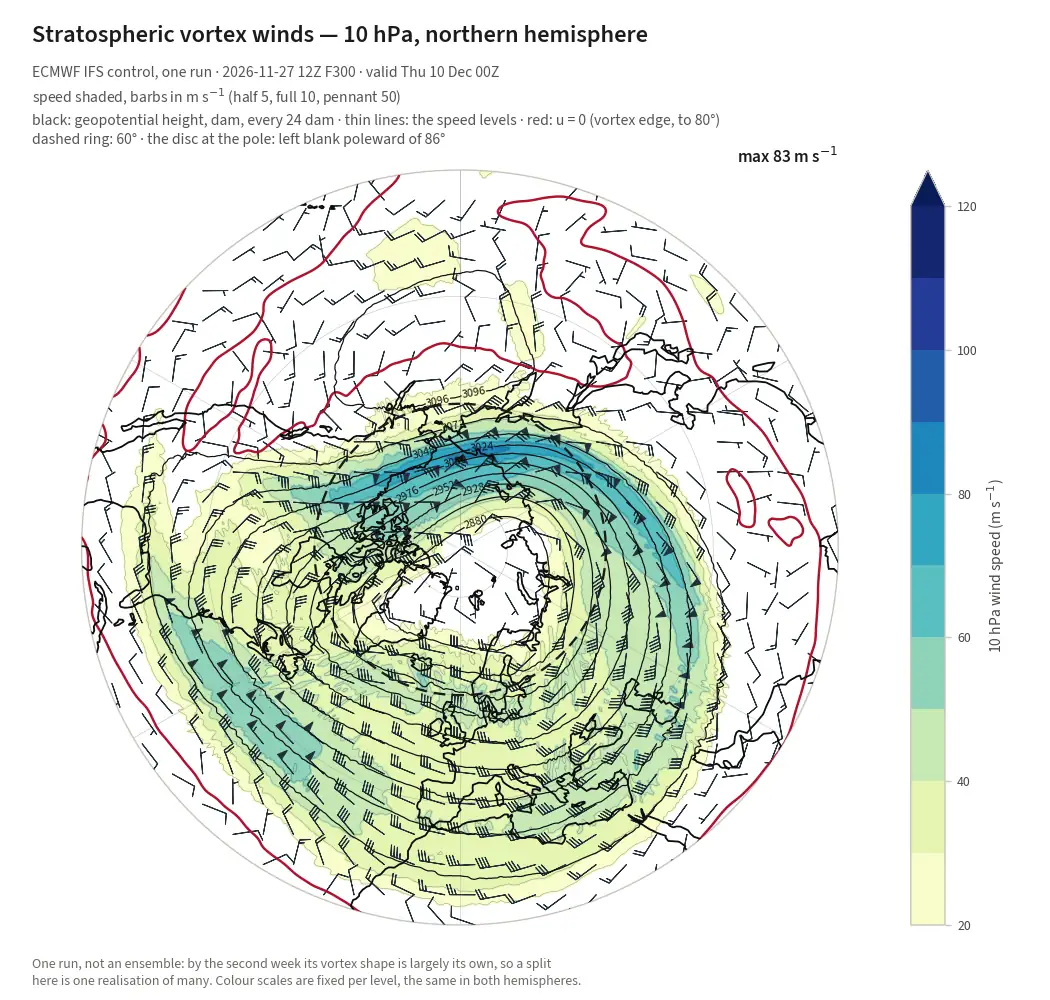 Stratospheric vortex winds — 10 hPa, northern hemisphere
ECMWF IFS control, one run · 2026-11-27 12Z F300 · valid Thu 10 Dec 00Z
speed shaded, barbs in m s⁻¹ (half 5, full 10, pennant 50)
black: geopotential height, dam, every 24 dam · thin lines: the speed levels · red: u = 0 (vortex edge, to 80°)
dashed ring: 60° · the disc at the pole: left blank poleward of 86°
max 83 m s⁻¹
120
100
80
60
40
20
10 hPa wind speed (m s⁻¹)
3096
3096
3024
2976
2928
2880
One run, not an ensemble: by the second week its vortex shape is largely its own, so a split
here is one realisation of many. Colour scales are fixed per level, the same in both hemispheres.